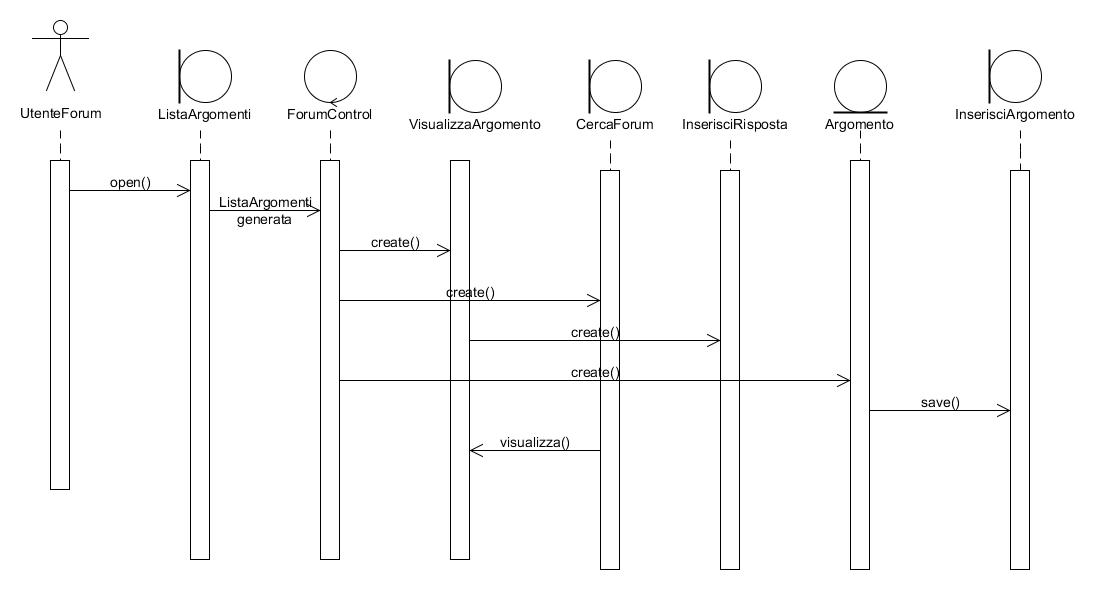 UtenteForum
ListaArgomenti
ForumControl
VisualizzaArgomento
CercaForum
InserisciRisposta
Argomento
InserisciArgomento
open()
ListaArgomenti
generata
create()
create()
create()
create()
save()
visualizza()